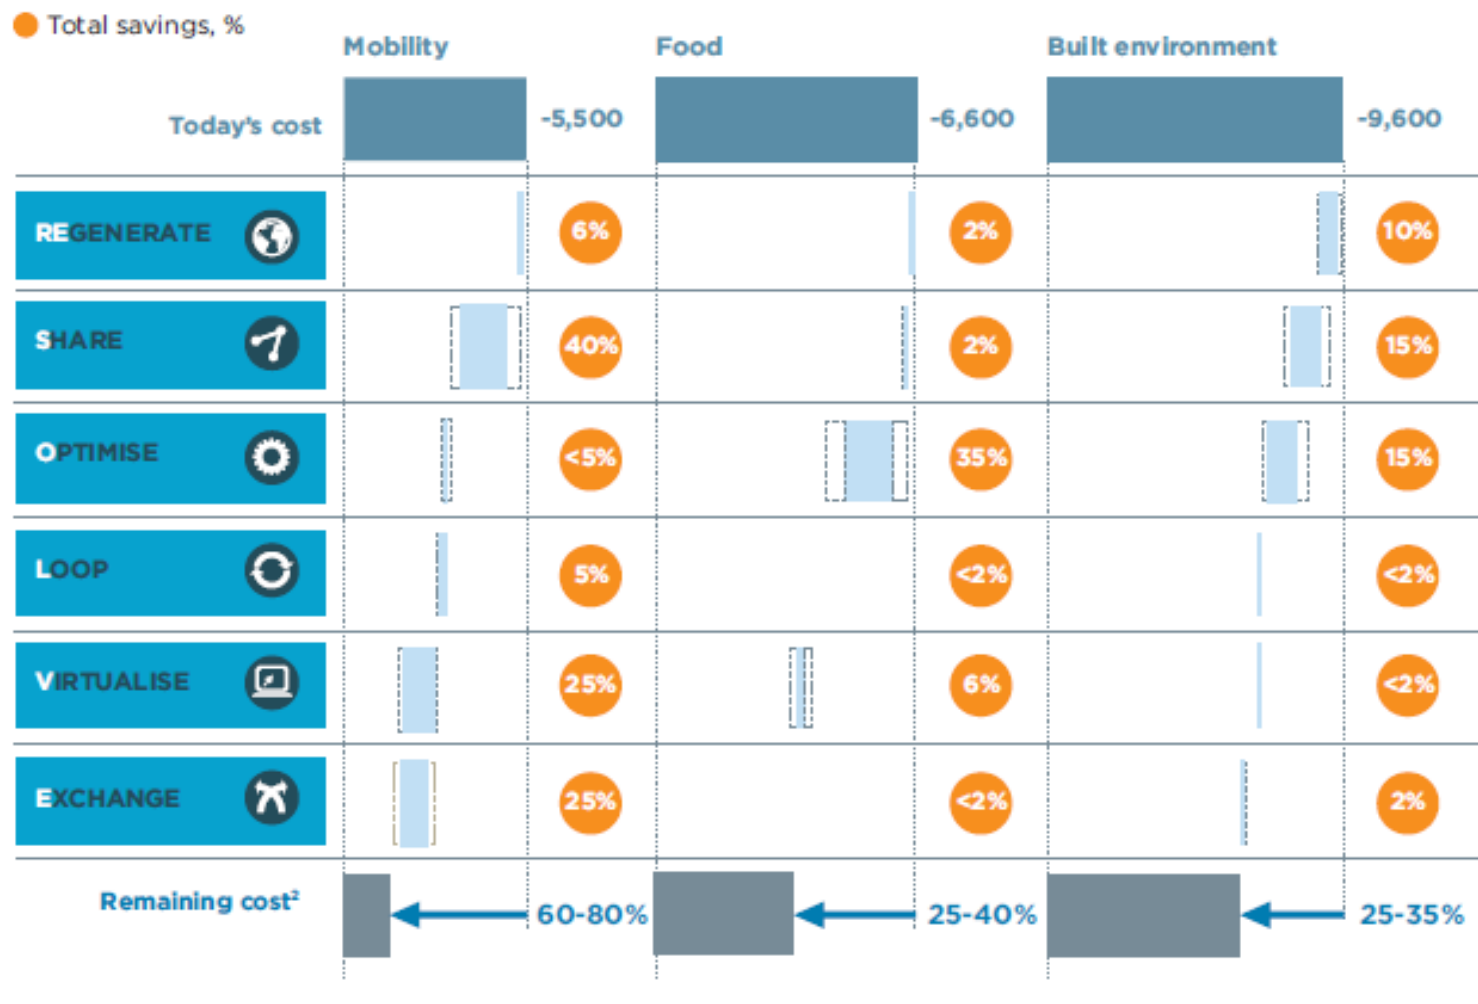 Total savings, %
Mobility Food Built environment
Today's cost -5,500 -6,600 -9,600
REGENERATE 6% 2% 10%
SHARE 40% 2% 15%
OPTIMISE <5% 35% 15%
LOOP 5% <2% <2%
VIRTUALISE 25% 6% <2%
EXCHANGE 25% <2% 2%
Remaining cost² 60-80% 25-40% 25-35%